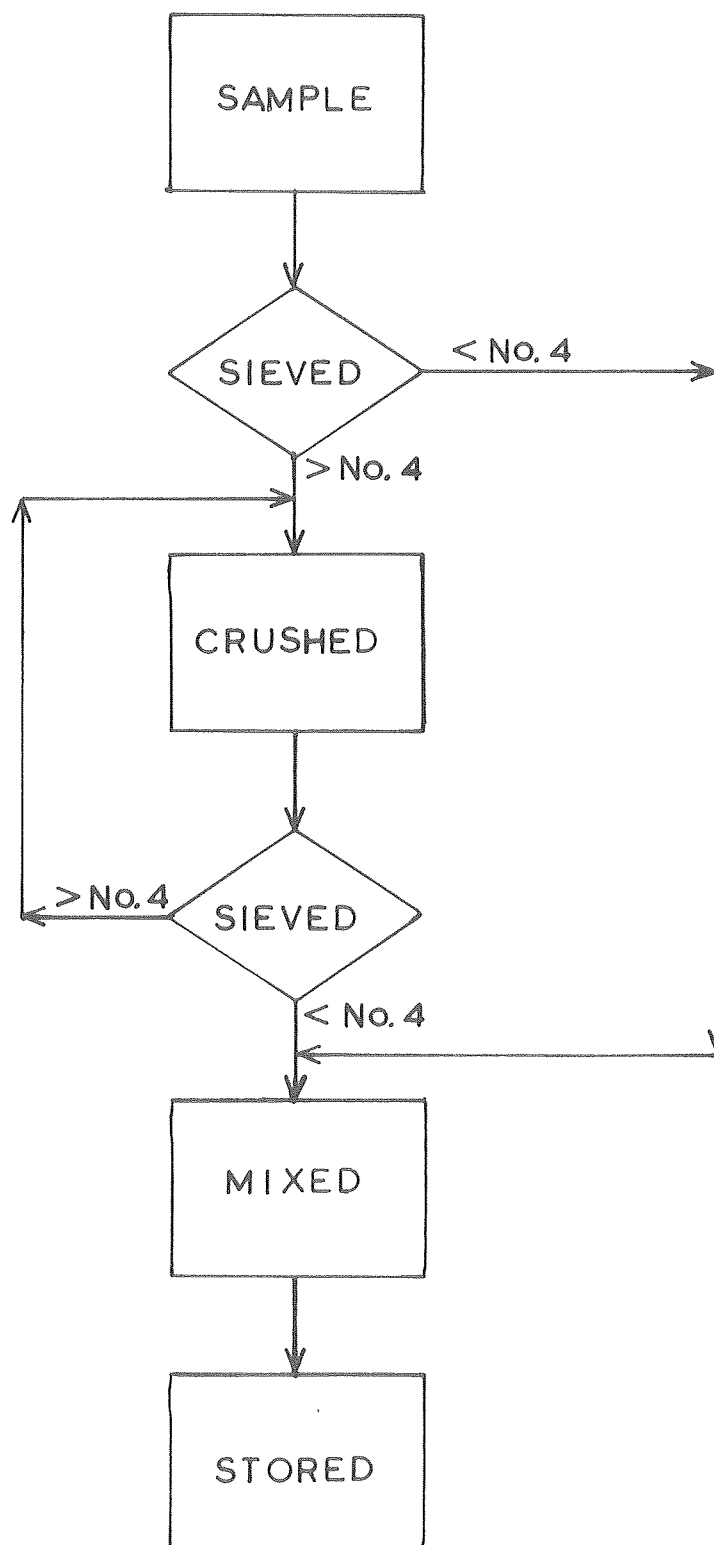 SAMPLE
SIEVED
< No. 4
> No. 4
CRUSHED
> No. 4
SIEVED
< No. 4
MIXED
STORED